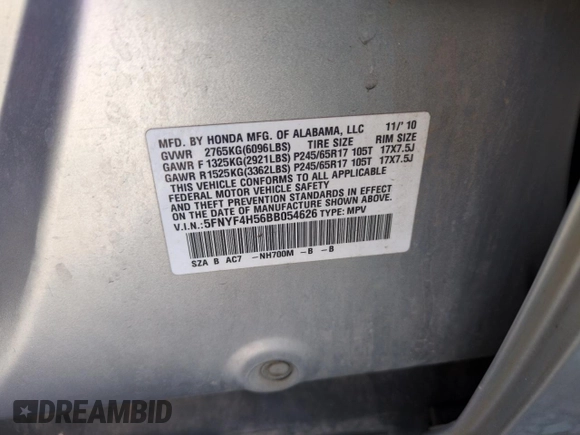 MFD. BY HONDA MFG. OF ALABAMA, LLC 11/'10
GVWR 2765KG(6096LBS) TIRE SIZE RIM SIZE
GAWR F 1325KG(2921LBS) P245/65R17 105T 17X7.5J
GAWR R 1525KG(3362LBS) P245/65R17 105T 17X7.5J
THIS VEHICLE CONFORMS TO ALL APPLICABLE
FEDERAL MOTOR VEHICLE SAFETY
AND THEFT PREVENTION STANDARDS IN EFFECT
ON THE DATE OF MANUFACTURE SHOWN ABOVE.
V.I.N.:5FNYF4H56BB054626 TYPE: MPV
SZA B AC7 -NH700M -B -B
DREAMBID